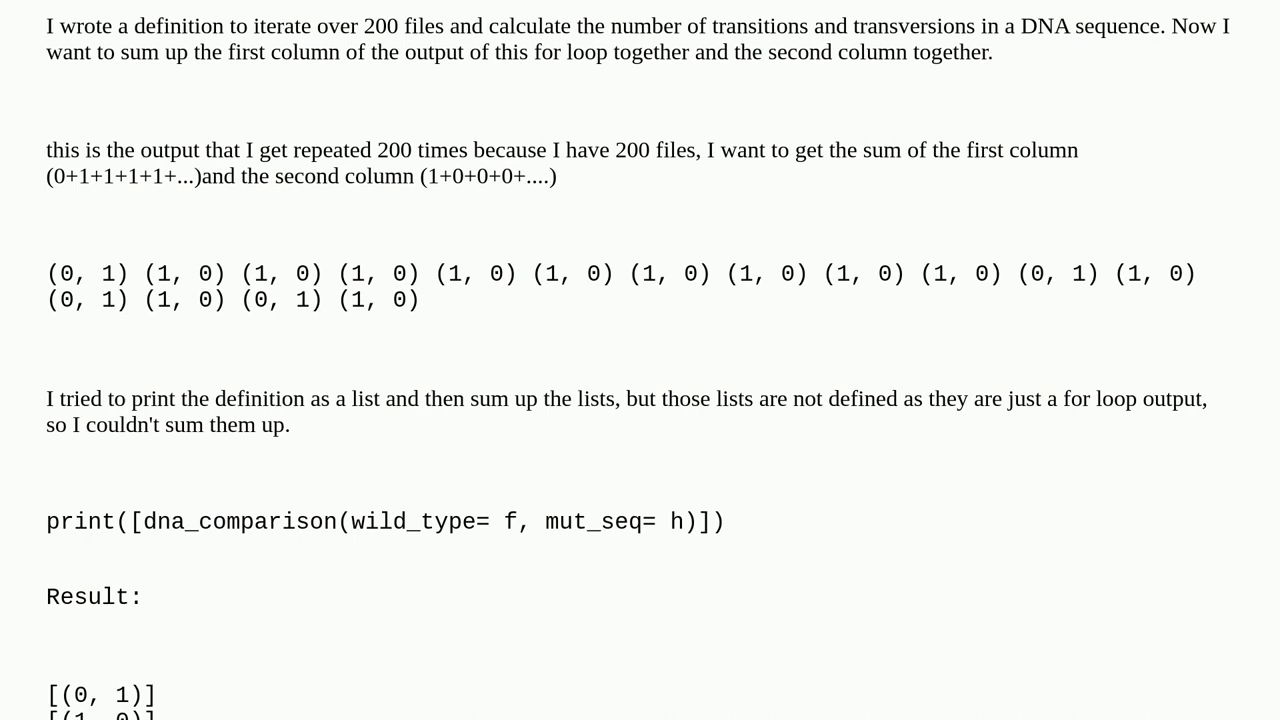 I wrote a definition to iterate over 200 files and calculate the number of transitions and transversions in a DNA sequence. Now I
want to sum up the first column of the output of this for loop together and the second column together.
this is the output that I get repeated 200 times because I have 200 files, I want to get the sum of the first column
(0+1+1+1+1+...)and the second column (1+0+0+0+....)
(0, 1) (1, 0) (1, 0) (1, 0) (1, 0) (1, 0) (1, 0) (1, 0) (1, 0) (1, 0) (0, 1) (1, 0)
(0, 1) (1, 0) (0, 1) (1, 0)
I tried to print the definition as a list and then sum up the lists, but those lists are not defined as they are just a for loop output,
so I couldn't sum them up.
print([dna_comparison(wild_type= f, mut_seq= h)])
Result:
[(0, 1)]
[(1, 0)]